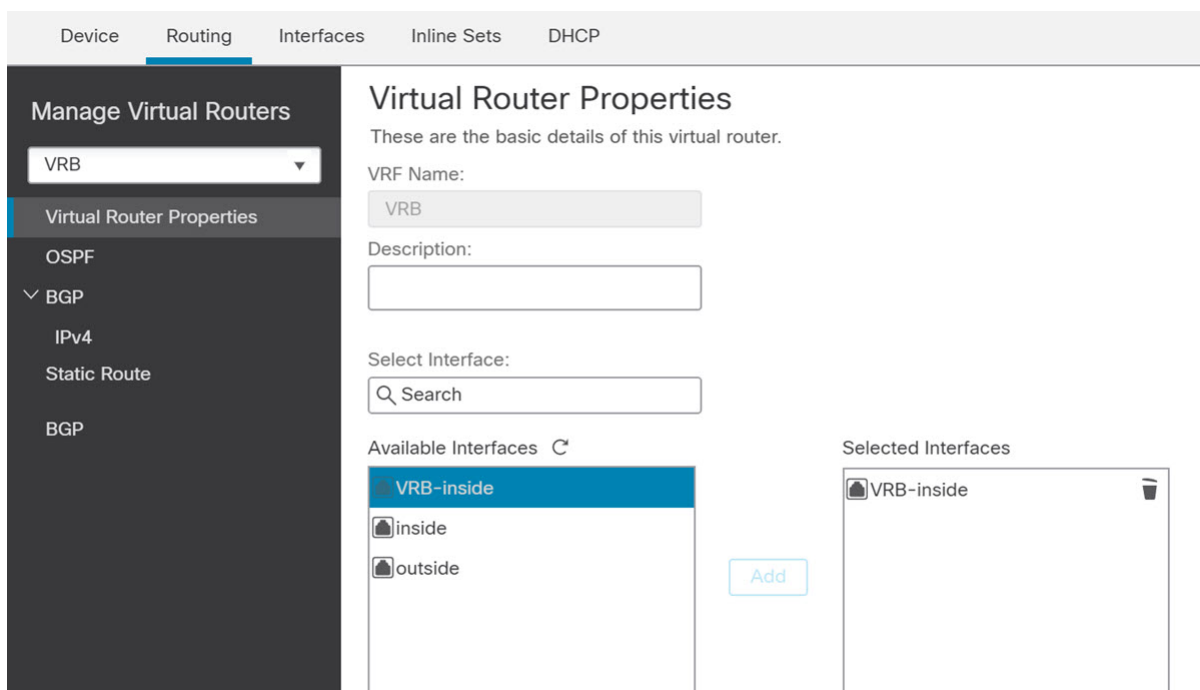 Device Routing Interfaces Inline Sets DHCP
Manage Virtual Routers
VRB
Virtual Router Properties
OSPF
BGP
IPv4
Static Route
BGP
Virtual Router Properties
These are the basic details of this virtual router.
VRF Name:
VRB
Description:
Select Interface:
Search
Available Interfaces
VRB-inside
inside
outside
Add
Selected Interfaces
VRB-inside